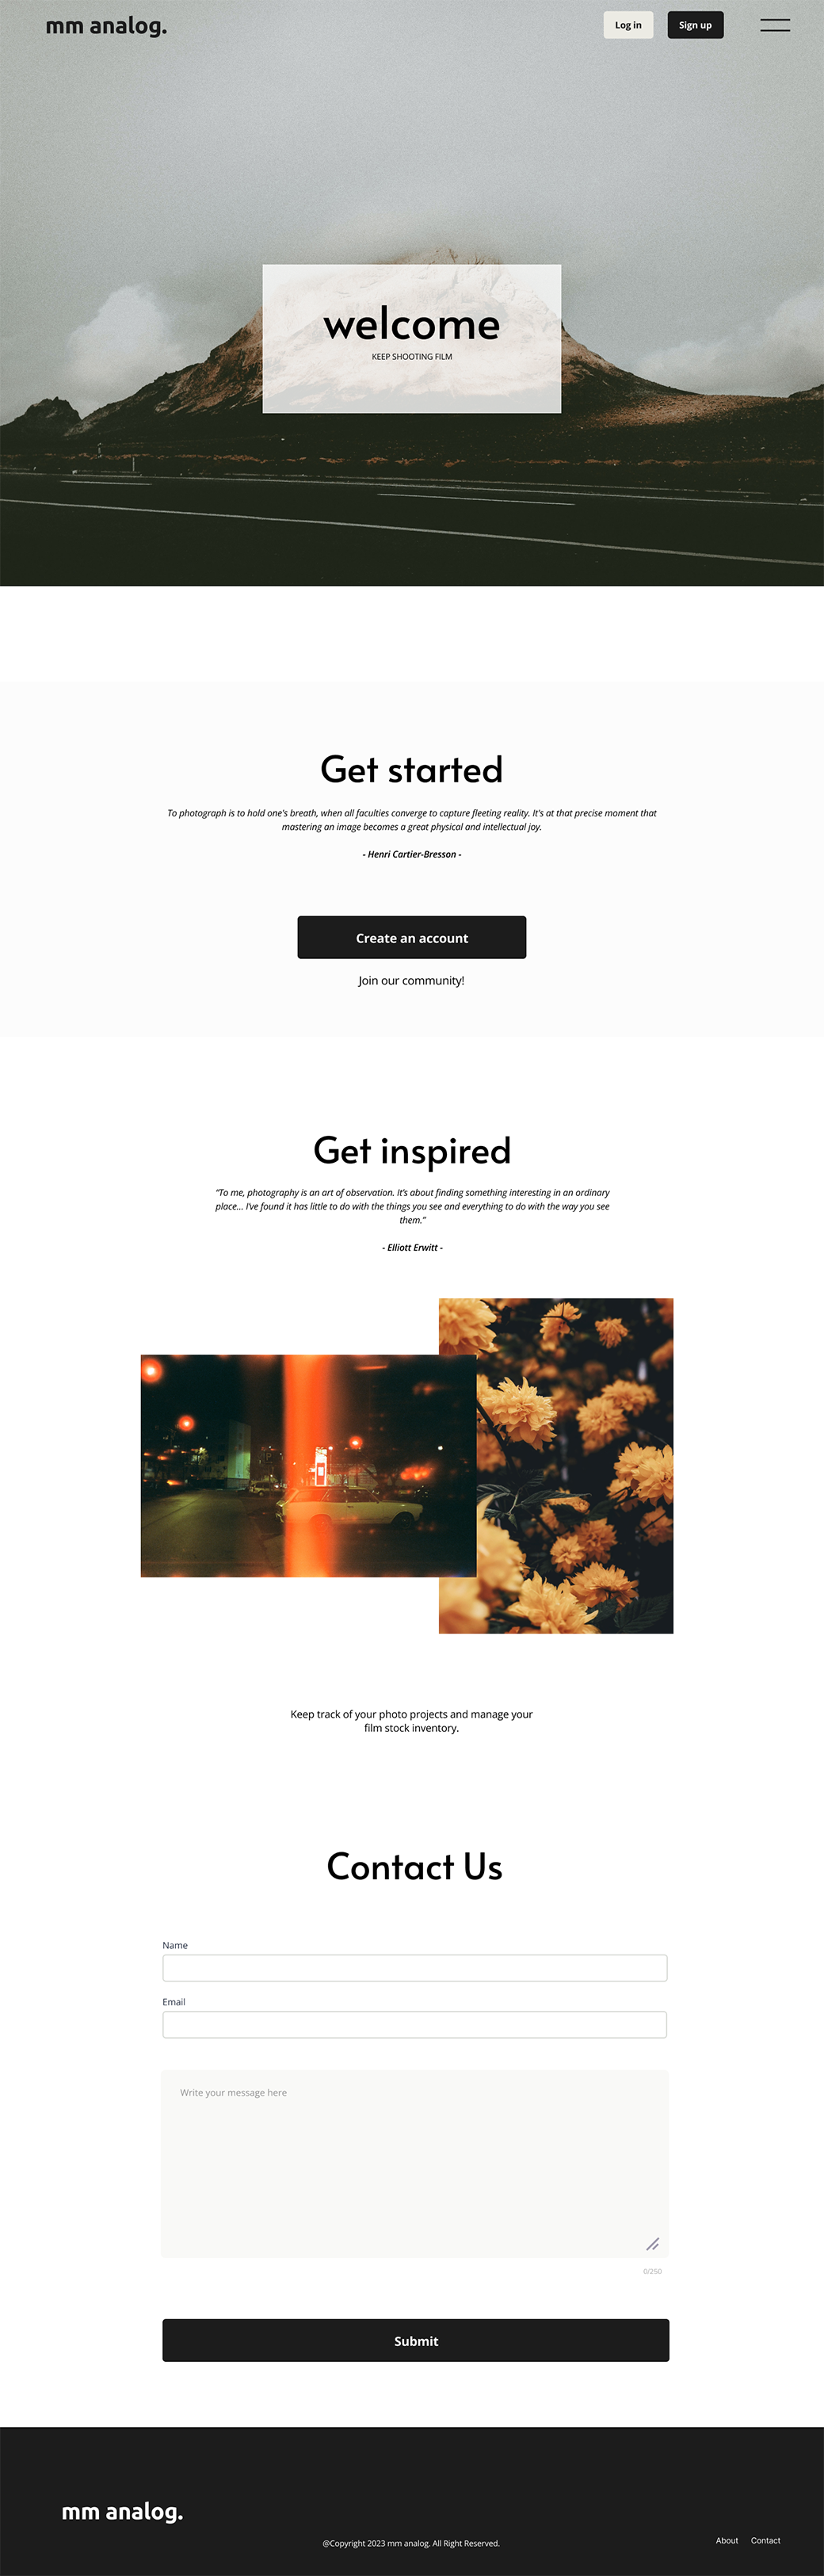 mm analog.
Log in
Sign up
welcome
KEEP SHOOTING FILM
Get started
To photograph is to hold one's breath, when all faculties converge to capture fleeting reality. It's at that precise moment that
mastering an image becomes a great physical and intellectual joy.
- Henri Cartier-Bresson -
Create an account
Join our community!
Get inspired
“To me, photography is an art of observation. It’s about finding something interesting in an ordinary
place... I’ve found it has little to do with the things you see and everything to do with the way you see
them.”
- Elliott Erwitt -
Keep track of your photo projects and manage your
film stock inventory.
Contact Us
Name
Email
Write your message here
0/250
Submit
mm analog.
@Copyright 2023 mm analog. All Right Reserved.
About
Contact